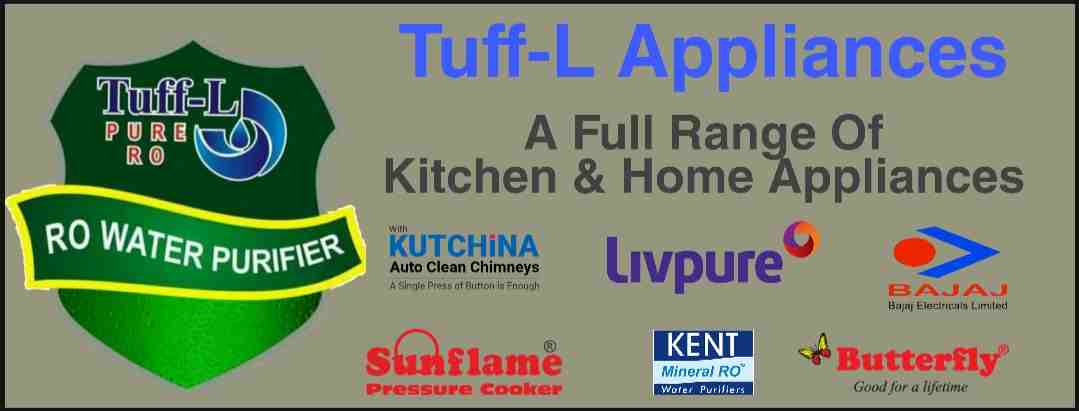 Tuff-L
PURE
RO
RO WATER PURIFIER
Tuff-L Appliances
A Full Range Of
Kitchen & Home Appliances
With
KUTCHiNA
Auto Clean Chimneys
A Single Press of Button is Enough
Livpure
BAJAJ
Bajaj Electricals Limited
Sunflame®
Pressure Cooker
KENT
Mineral RO™
Water Purifiers
Butterfly®
Good for a lifetime